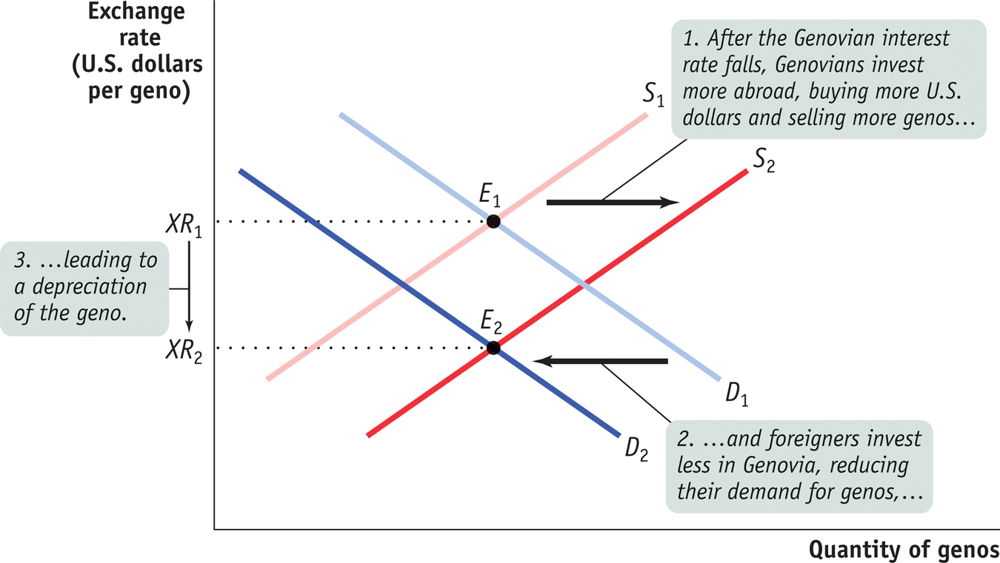 Exchange
rate
(U.S. dollars
per geno)
1. After the Genovian interest
rate falls, Genovians invest
more abroad, buying more U.S.
dollars and selling more genos…
S₁
S₂
E₁
XR₁
3. …leading to
a depreciation
of the geno.
E₂
XR₂
D₁
D₂
2. …and foreigners invest
less in Genovia, reducing
their demand for genos,…
Quantity of genos